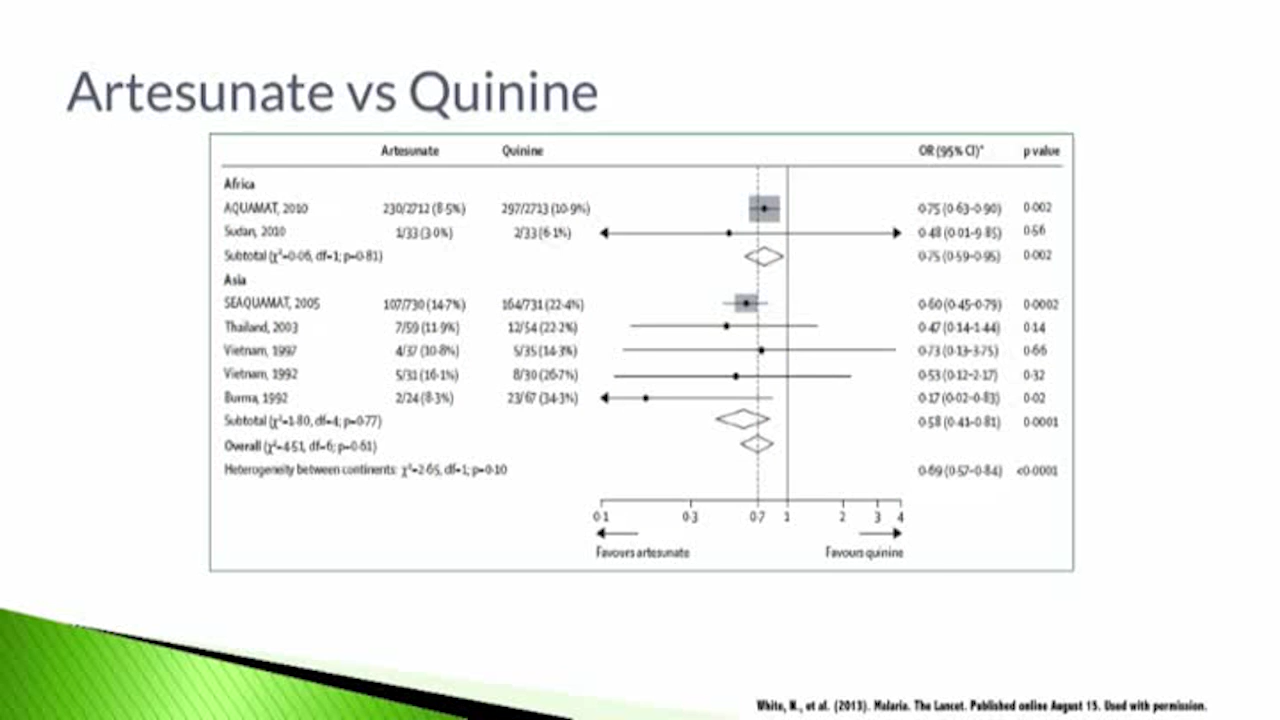 Artesunate vs Quinine
Artesunate Quinine OR (95% CI)* p value
Africa
AQUAMAT, 2010 230/2712 (8·5%) 297/2713 (10·9%) 0·75 (0·63–0·90) 0·002
Sudan, 2010 1/33 (3·0%) 2/33 (6·1%) 0·48 (0·01–9·85) 0·56
Subtotal (χ²=0·06, df=1; p=0·81) 0·75 (0·59–0·95) 0·002
Asia
SEAQUAMAT, 2005 107/730 (14·7%) 164/731 (22·4%) 0·60 (0·45–0·79) 0·0002
Thailand, 2003 7/59 (11·9%) 12/54 (22·2%) 0·47 (0·14–1·44) 0·14
Vietnam, 1997 4/37 (10·8%) 5/35 (14·3%) 0·73 (0·13–3·75) 0·66
Vietnam, 1992 5/31 (16·1%) 8/30 (26·7%) 0·53 (0·12–2·17) 0·32
Burma, 1992 2/24 (8·3%) 23/67 (34·3%) 0·17 (0·02–0·83) 0·02
Subtotal (χ²=1·80, df=4; p=0·77) 0·58 (0·41–0·81) 0·0001
Overall (χ²=4·51, df=6; p=0·61)
Heterogeneity between continents: χ²=2·65, df=1; p=0·10 0·69 (0·57–0·84) <0·0001
0·1 0·3 0·7 1 2 3 4
Favours artesunate Favours quinine
White, N., et al. (2013). Malaria. The Lancet. Published online August 15. Used with permission.